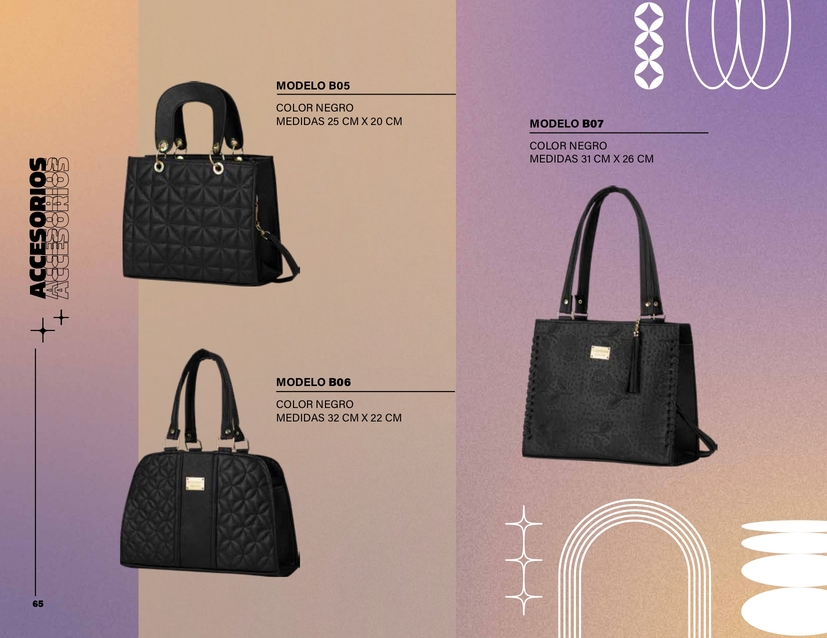 ACCESORIOS
ACCESORIOS
MODELO B05
COLOR NEGRO
MEDIDAS 25 CM X 20 CM
MODELO B06
COLOR NEGRO
MEDIDAS 32 CM X 22 CM
65
MODELO B07
COLOR NEGRO
MEDIDAS 31 CM X 26 CM